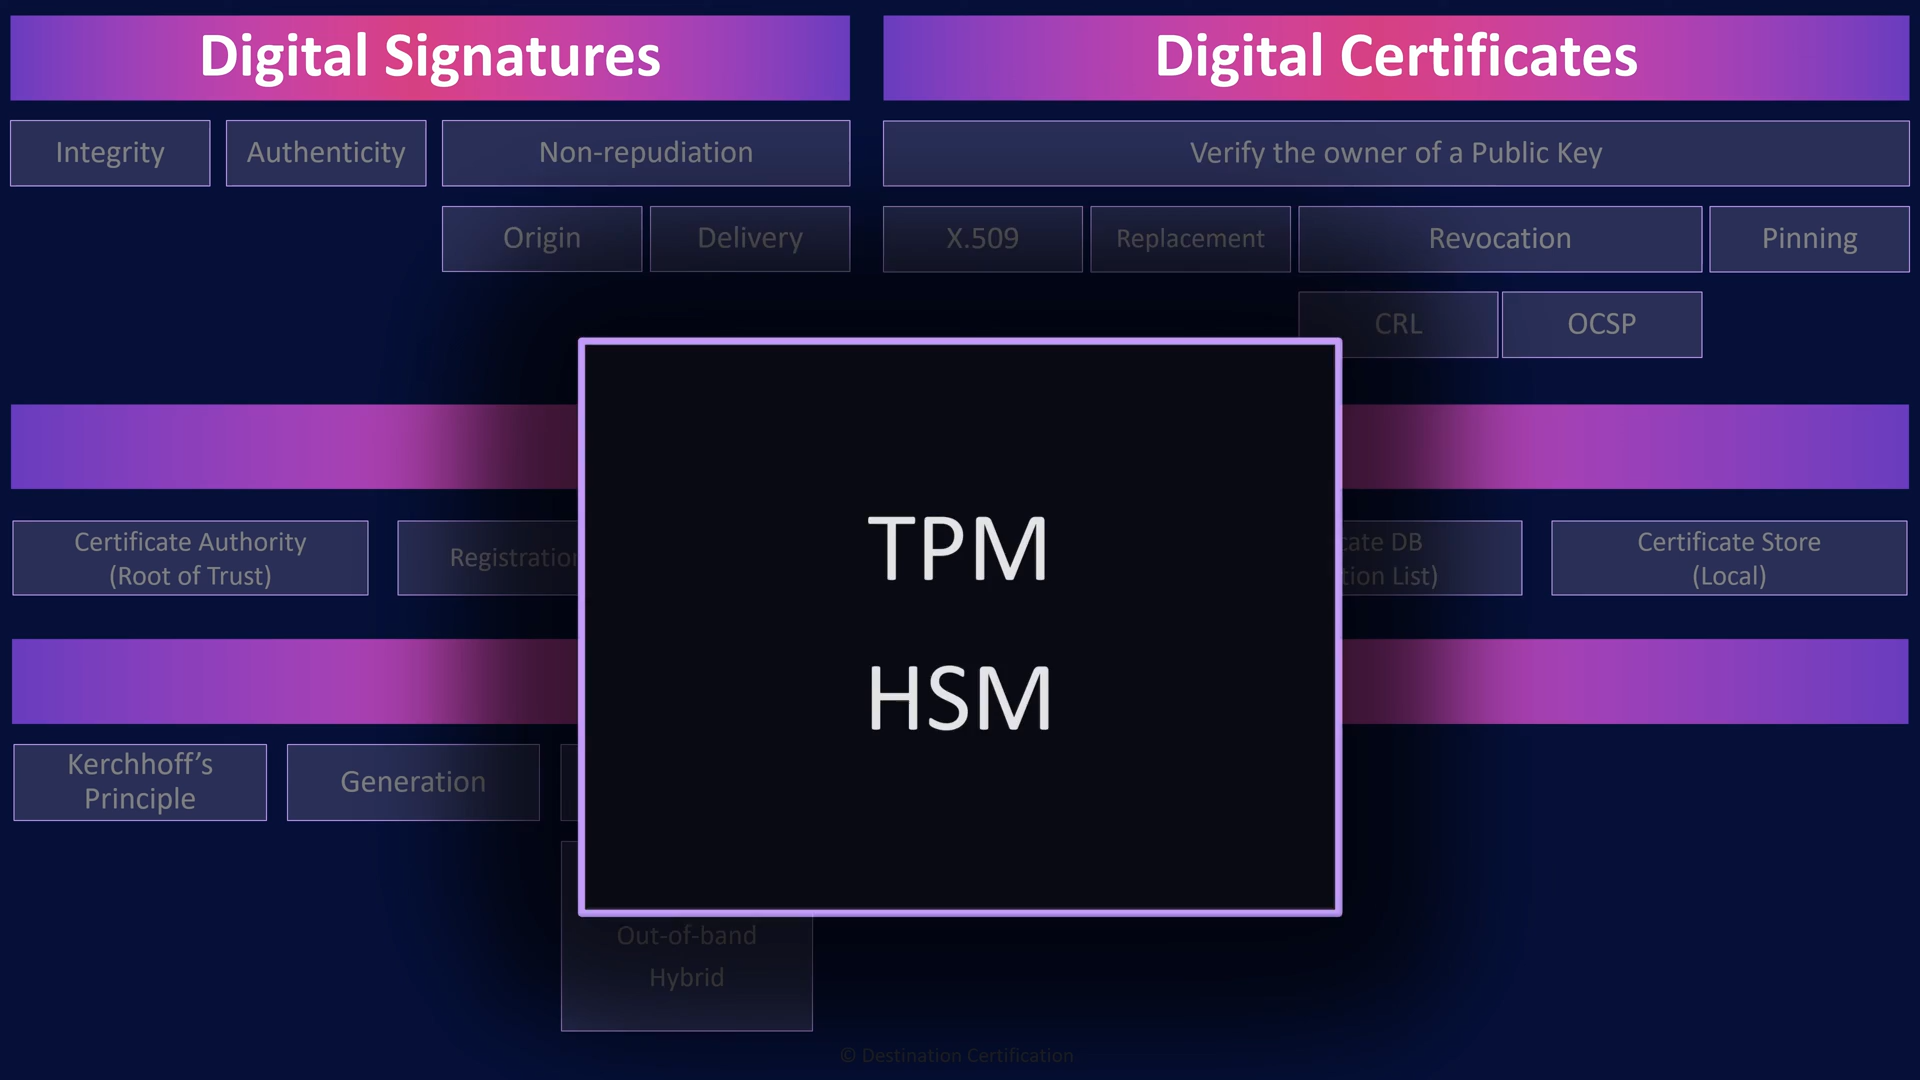 Digital Signatures
Digital Certificates
Integrity
Authenticity
Non-repudiation
Verify the owner of a Public Key
Origin
Delivery
X.509
Replacement
Revocation
Pinning
CRL
OCSP
Certificate Authority
(Root of Trust)
Certificate Store
(Local)
TPM
HSM
Kerchhoff’s
Principle
Generation
Out-of-band
Hybrid
© Destination Certification